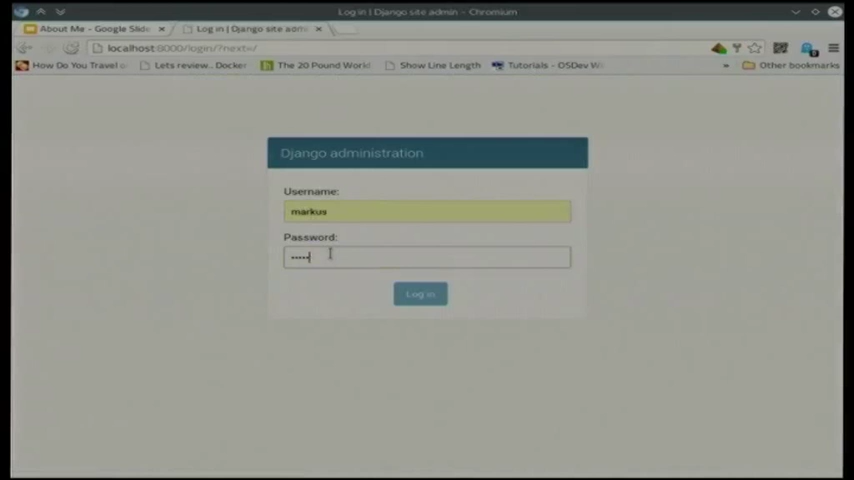 Log in | Django site admin - Chromium
About Me - Google Slide
Log in | Django site adm
localhost:8000/login/?next=/
How Do You Travel
Lets review.. Docker
The 20 Pound World
Show Line Length
Tutorials - OSDev W
»
Other bookmarks
Django administration
Username:
markus
Password:
•••••
Log in